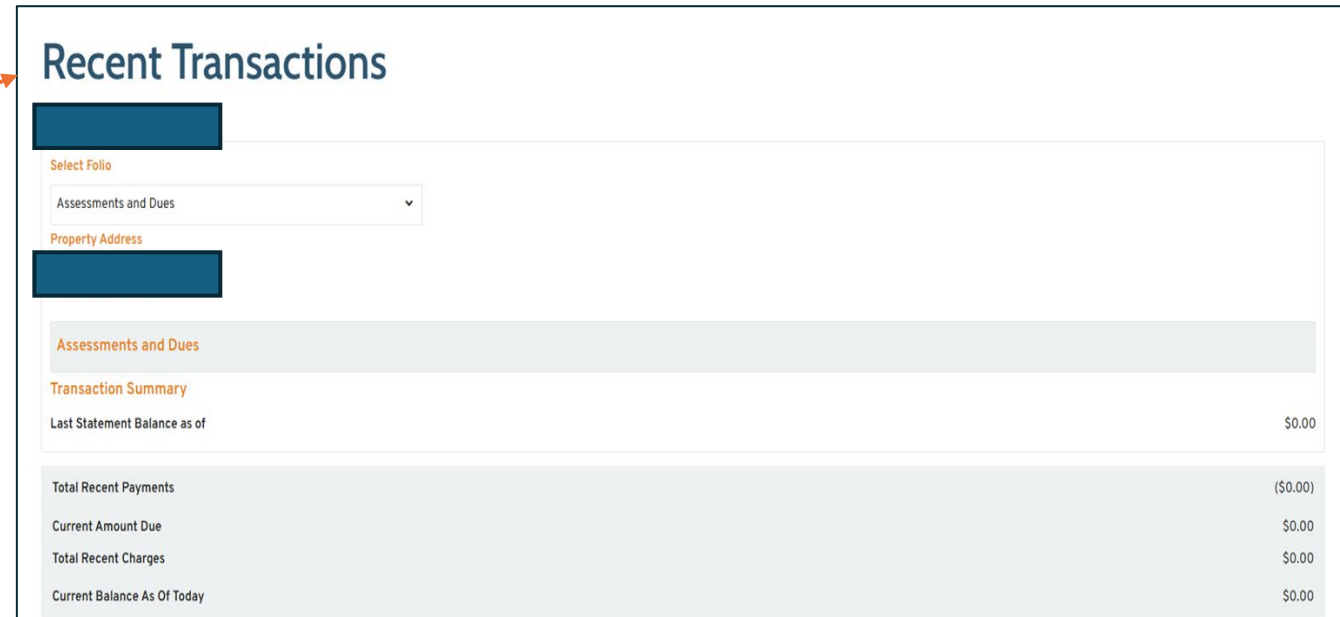 Recent Transactions
Select Folio
Assessments and Dues
Property Address
Assessments and Dues
Transaction Summary
Last Statement Balance as of $0.00
Total Recent Payments ($0.00)
Current Amount Due $0.00
Total Recent Charges $0.00
Current Balance As Of Today $0.00